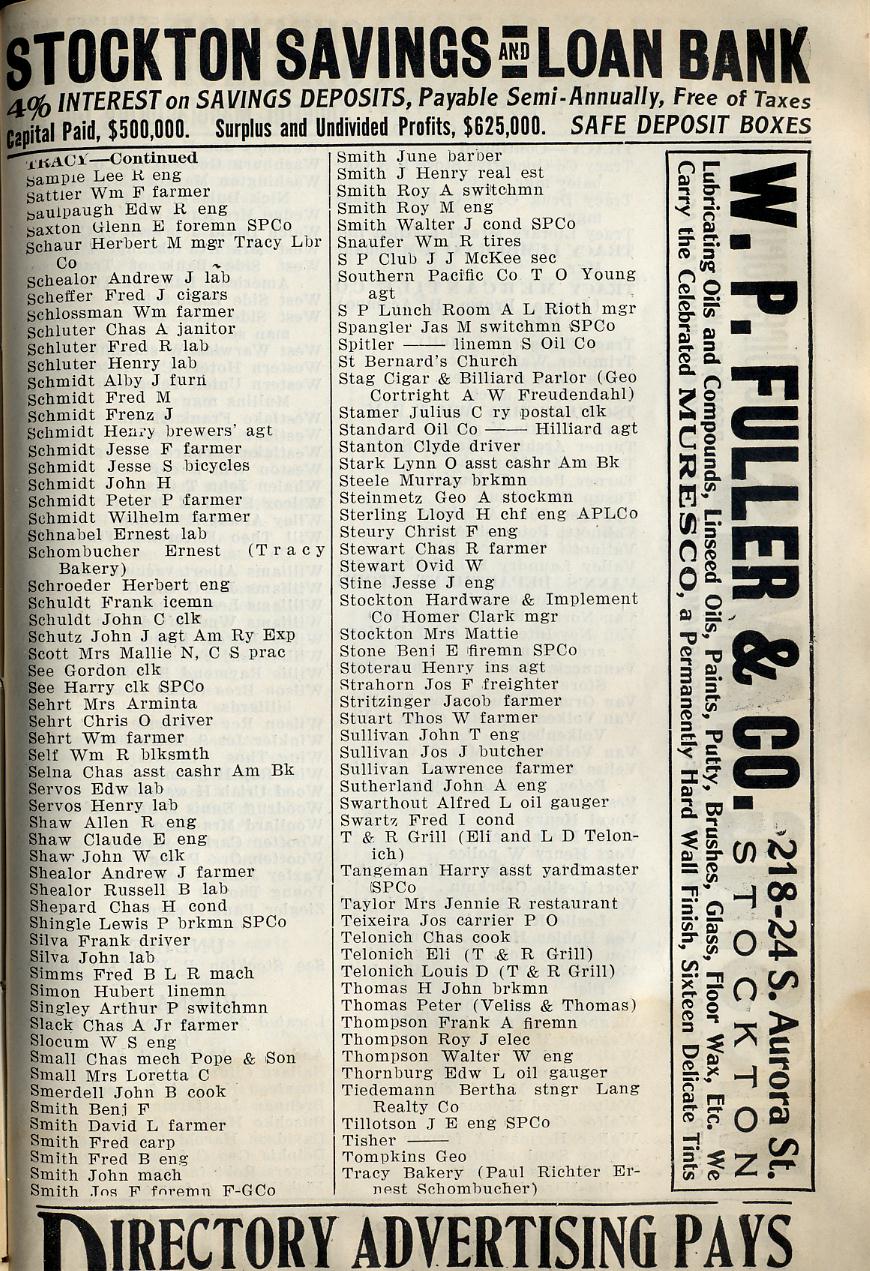 STOCKTON SAVINGS AND LOAN BANK
4% INTEREST on SAVINGS DEPOSITS, Payable Semi-Annually, Free of Taxes
Capital Paid, $500,000. Surplus and Undivided Profits, $625,000. SAFE DEPOSIT BOXES
TRACY—Continued
Sample Lee R eng
Sattler Wm F farmer
Saulpaugh Edw R eng
Saxton Glenn E foremn SPCo
Schaur Herbert M mgr Tracy Lbr
Co
Schealor Andrew J lab
Scheffer Fred J cigars
Schlossman Wm farmer
Schluter Chas A janitor
Schluter Fred R lab
Schluter Henry lab
Schmidt Alby J furn
Schmidt Fred M
Schmidt Frenz J
Schmidt Henry brewers' agt
Schmidt Jesse F farmer
Schmidt Jesse S bicycles
Schmidt John H
Schmidt Peter P farmer
Schmidt Wilhelm farmer
Schnabel Ernest lab
Schombucher Ernest (Tracy
Bakery)
Schroeder Herbert eng
Schuldt Frank icemn
Schuldt John C clk
Schutz John J agt Am Ry Exp
Scott Mrs Mallie N, C S prac
See Gordon clk
See Harry clk SPCo
Sehrt Mrs Arminta
Sehrt Chris O driver
Sehrt Wm farmer
Self Wm R blksmth
Selna Chas asst cashr Am Bk
Servos Edw lab
Servos Henry lab
Shaw Allen R eng
Shaw Claude E eng
Shaw John W clk
Shealor Andrew J farmer
Shealor Russell B lab
Shepard Chas H cond
Shingle Lewis P brkmn SPCo
Silva Frank driver
Silva John lab
Simms Fred B L R mach
Simon Hubert linemn
Singley Arthur P switchmn
Slack Chas A Jr farmer
Slocum W S eng
Small Chas mech Pope & Son
Small Mrs Loretta C
Smerdell John B cook
Smith Benj F
Smith David L farmer
Smith Fred carp
Smith Fred B eng
Smith John mach
Smith Jos F foremn F-GCo
Smith June barber
Smith J Henry real est
Smith Roy A switchmn
Smith Roy M eng
Smith Walter J cond SPCo
Snaufer Wm R tires
S P Club J J McKee sec
Southern Pacific Co T O Young
agt
S P Lunch Room A L Rioth mgr
Spangler Jas M switchmn SPCo
Spitler —— linemn S Oil Co
St Bernard's Church
Stag Cigar & Billiard Parlor (Geo
Cortright A W Freudendahl)
Stamer Julius C ry postal clk
Standard Oil Co —— Hilliard agt
Stanton Clyde driver
Stark Lynn O asst cashr Am Bk
Steele Murray brkmn
Steinmetz Geo A stockmn
Sterling Lloyd H chf eng APLCo
Steury Christ F eng
Stewart Chas R farmer
Stewart Ovid W
Stine Jesse J eng
Stockton Hardware & Implement
Co Homer Clark mgr
Stockton Mrs Mattie
Stone Benj E firemn SPCo
Stoterau Henry ins agt
Strahorn Jos F freighter
Stritzinger Jacob farmer
Stuart Thos W farmer
Sullivan John T eng
Sullivan Jos J butcher
Sullivan Lawrence farmer
Sutherland John A eng
Swarthout Alfred L oil gauger
Swartz Fred I cond
T & R Grill (Eli and L D Telon-
ich)
Tangeman Harry asst yardmaster
SPCo
Taylor Mrs Jennie R restaurant
Teixeira Jos carrier P O
Telonich Chas cook
Telonich Eli (T & R Grill)
Telonich Louis D (T & R Grill)
Thomas H John brkmn
Thomas Peter (Veliss & Thomas)
Thompson Frank A firemn
Thompson Roy J elec
Thompson Walter W eng
Thornburg Edw L oil gauger
Tiedemann Bertha stngr Lang
Realty Co
Tillotson J E eng SPCo
Tisher ——
Tompkins Geo
Tracy Bakery (Paul Richter Er-
nest Schombucher)
W. P. FULLER & CO. 218-24 S. Aurora St.
STOCKTON
Lubricating Oils and Compounds, Linseed Oils, Paints, Putty, Brushes, Glass, Floor Wax, Etc. We
Carry the Celebrated MURESCO, a Permanently Hard Wall Finish, Sixteen Delicate Tints
DIRECTORY ADVERTISING PAYS